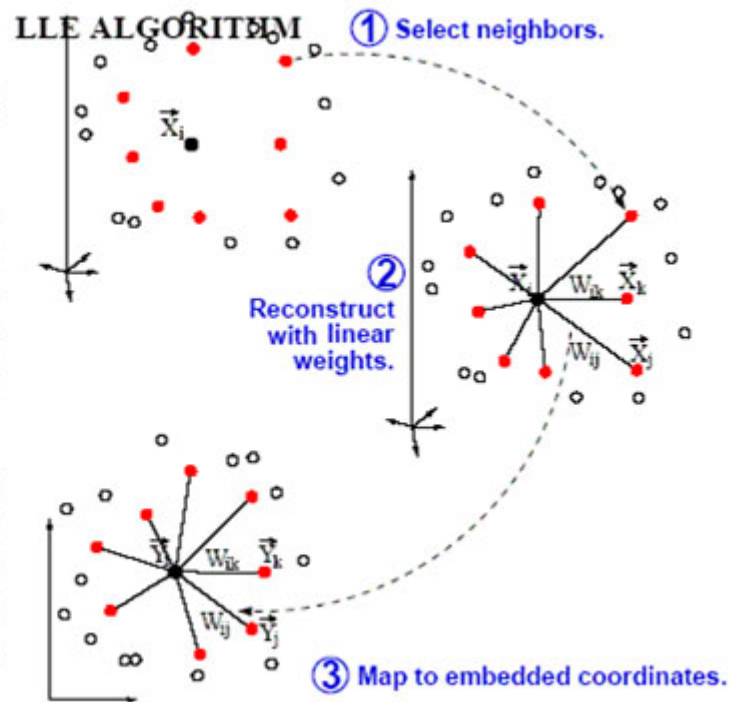 LLE ALGORITHM
① Select neighbors.
X⃗i
②
Reconstruct
with linear
weights.
X⃗i Wik X⃗k
Wij X⃗j
Y⃗i Wik Y⃗k
Wij Y⃗j
③ Map to embedded coordinates.